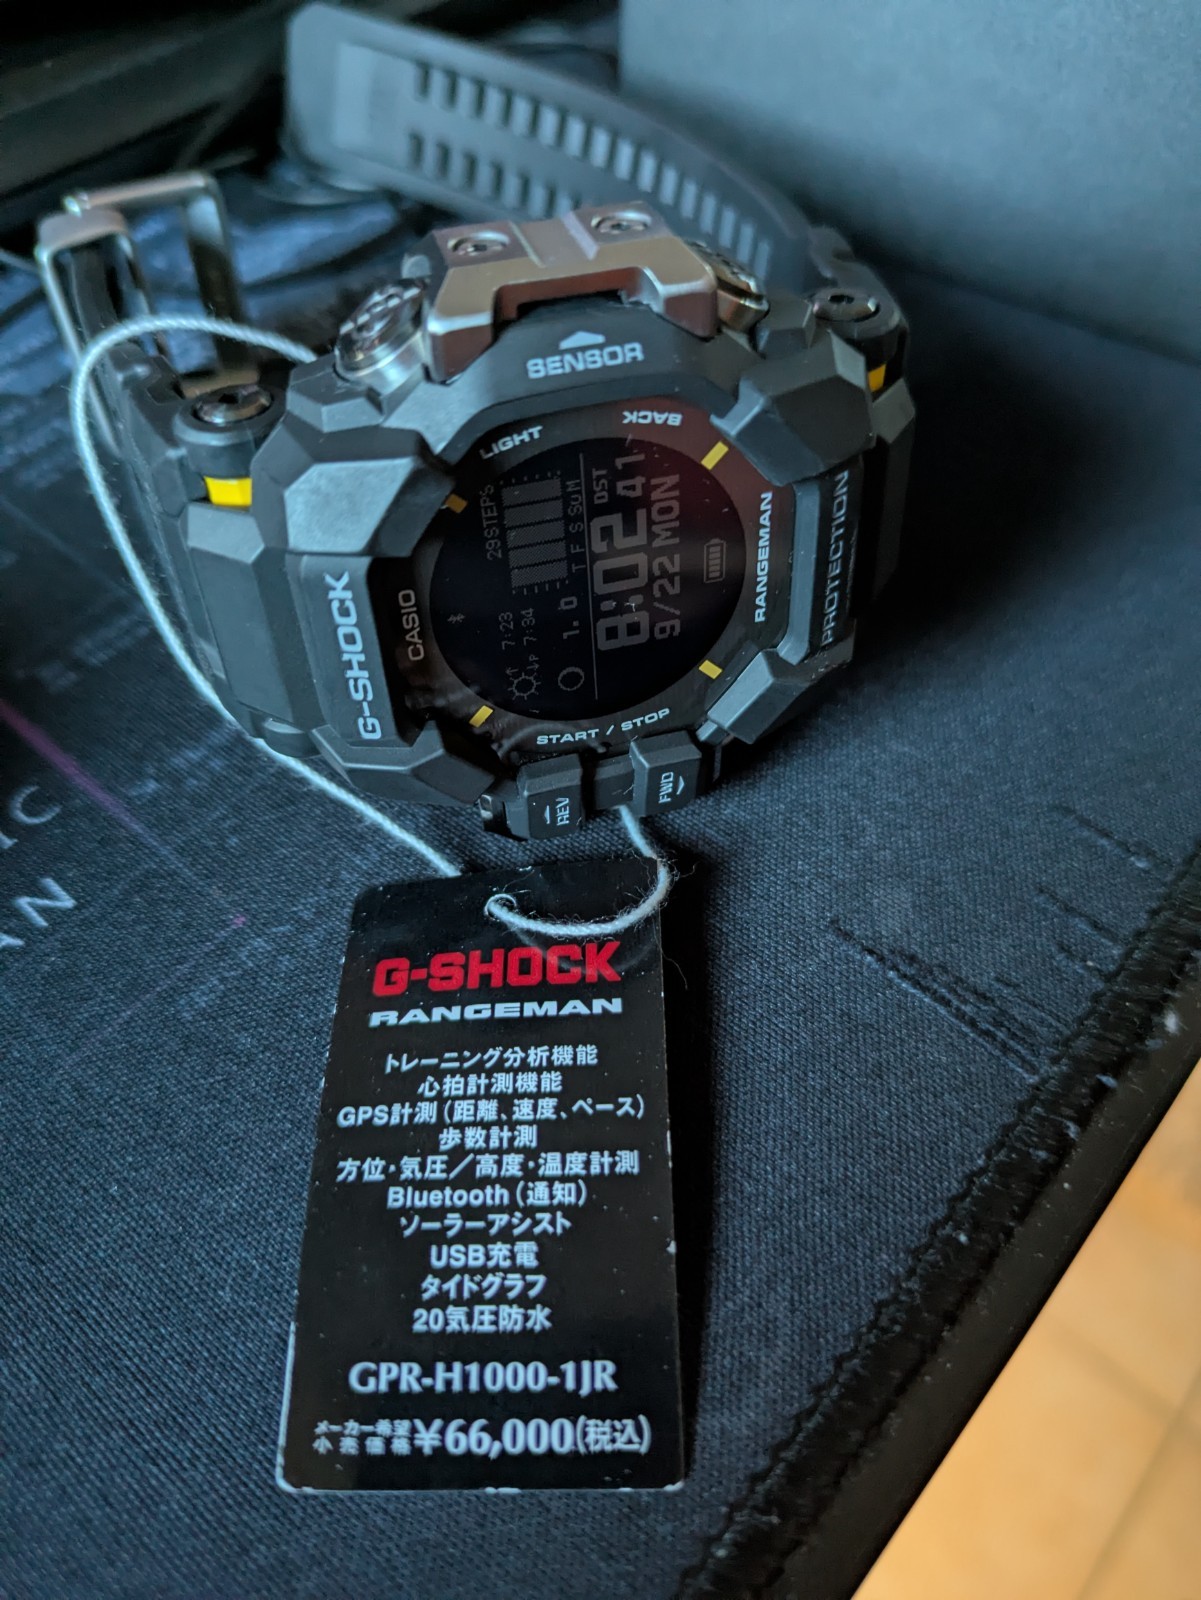 SENSOR
LIGHT
BACK
G-SHOCK
CASIO
RANGEMAN
PROTECTION
29STEPS
T F S Su M
7:23
P 7:34
1.0
DST
8:02 41
9/22 MON
START / STOP
REV
FWD
IC
AN
G-SHOCK
RANGEMAN
トレーニング分析機能
心拍計測機能
GPS計測(距離、速度、ペース)
歩数計測
方位・気圧/高度・温度計測
Bluetooth(通知)
ソーラーアシスト
USB充電
タイドグラフ
20気圧防水
GPR-H1000-1JR
メーカー希望
小売価格 ¥66,000(税込)